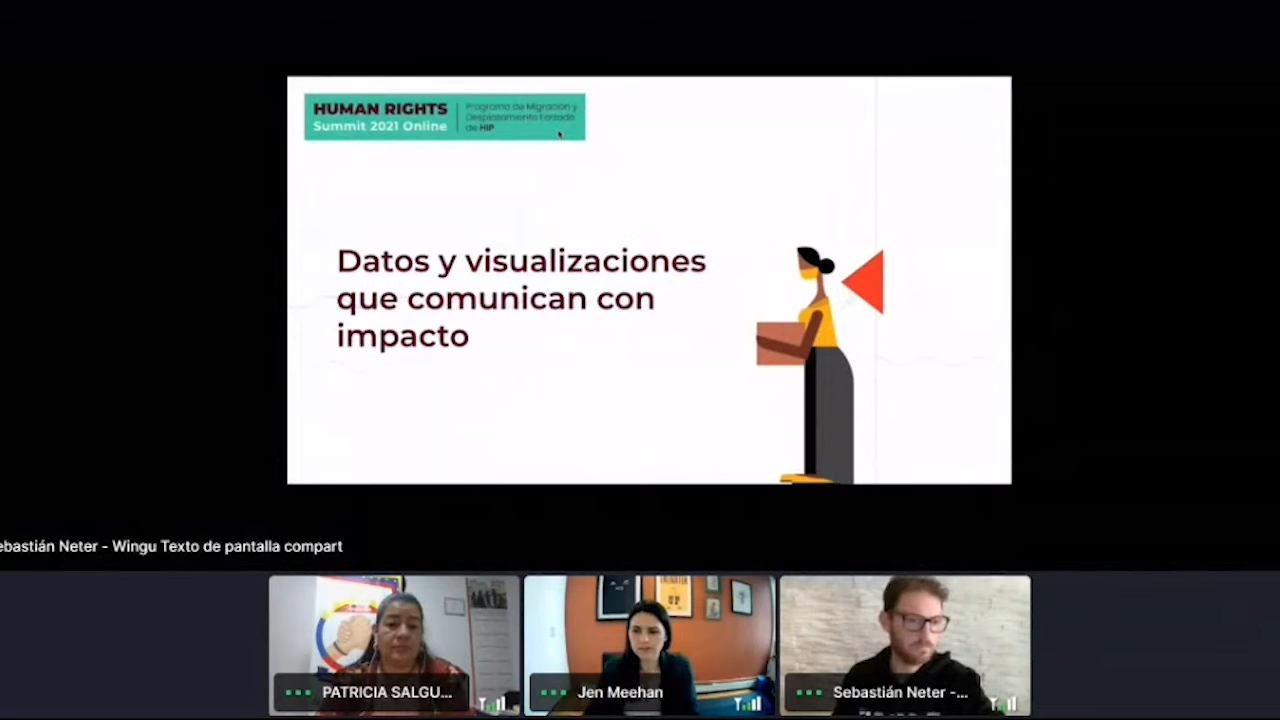 HUMAN RIGHTS
Summit 2021 Online
Programa de Migración y
Desplazamiento Forzado
de HIP
Datos y visualizaciones
que comunican con
impacto
ebastián Neter - Wingu Texto de pantalla compart
PATRICIA SALGU...
Jen Meehan
Sebastián Neter -...
UP